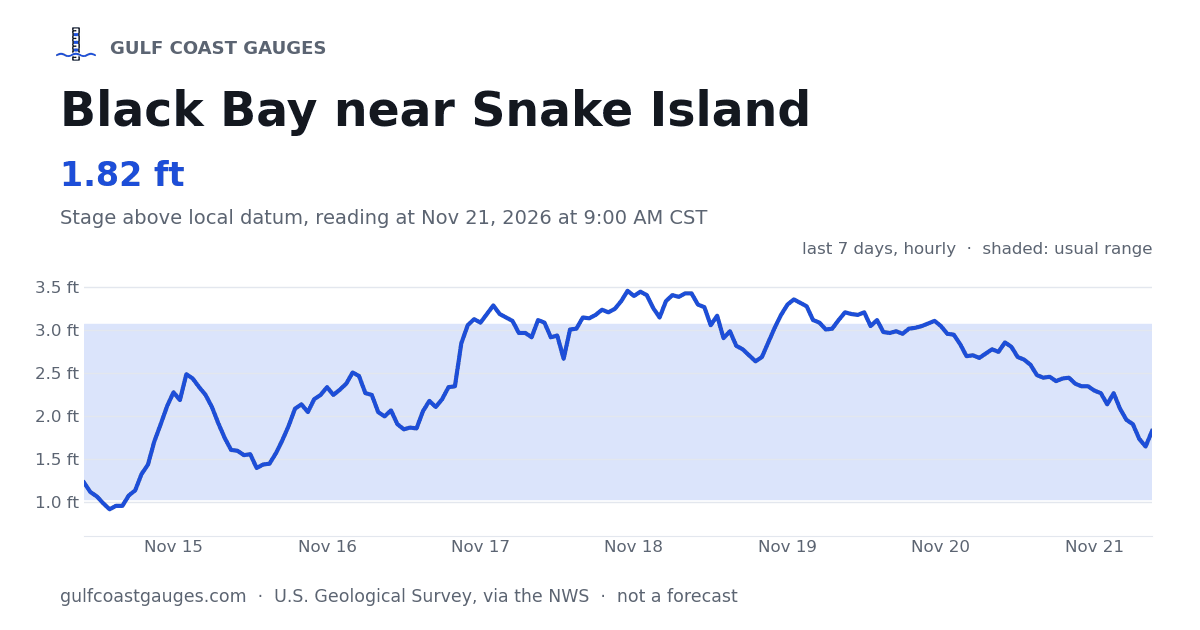 GULF COAST GAUGES
Black Bay near Snake Island
1.82 ft
Stage above local datum, reading at Nov 21, 2026 at 9:00 AM CST
last 7 days, hourly · shaded: usual range
3.5 ft
3.0 ft
2.5 ft
2.0 ft
1.5 ft
1.0 ft
Nov 15 Nov 16 Nov 17 Nov 18 Nov 19 Nov 20 Nov 21
gulfcoastgauges.com · U.S. Geological Survey, via the NWS · not a forecast